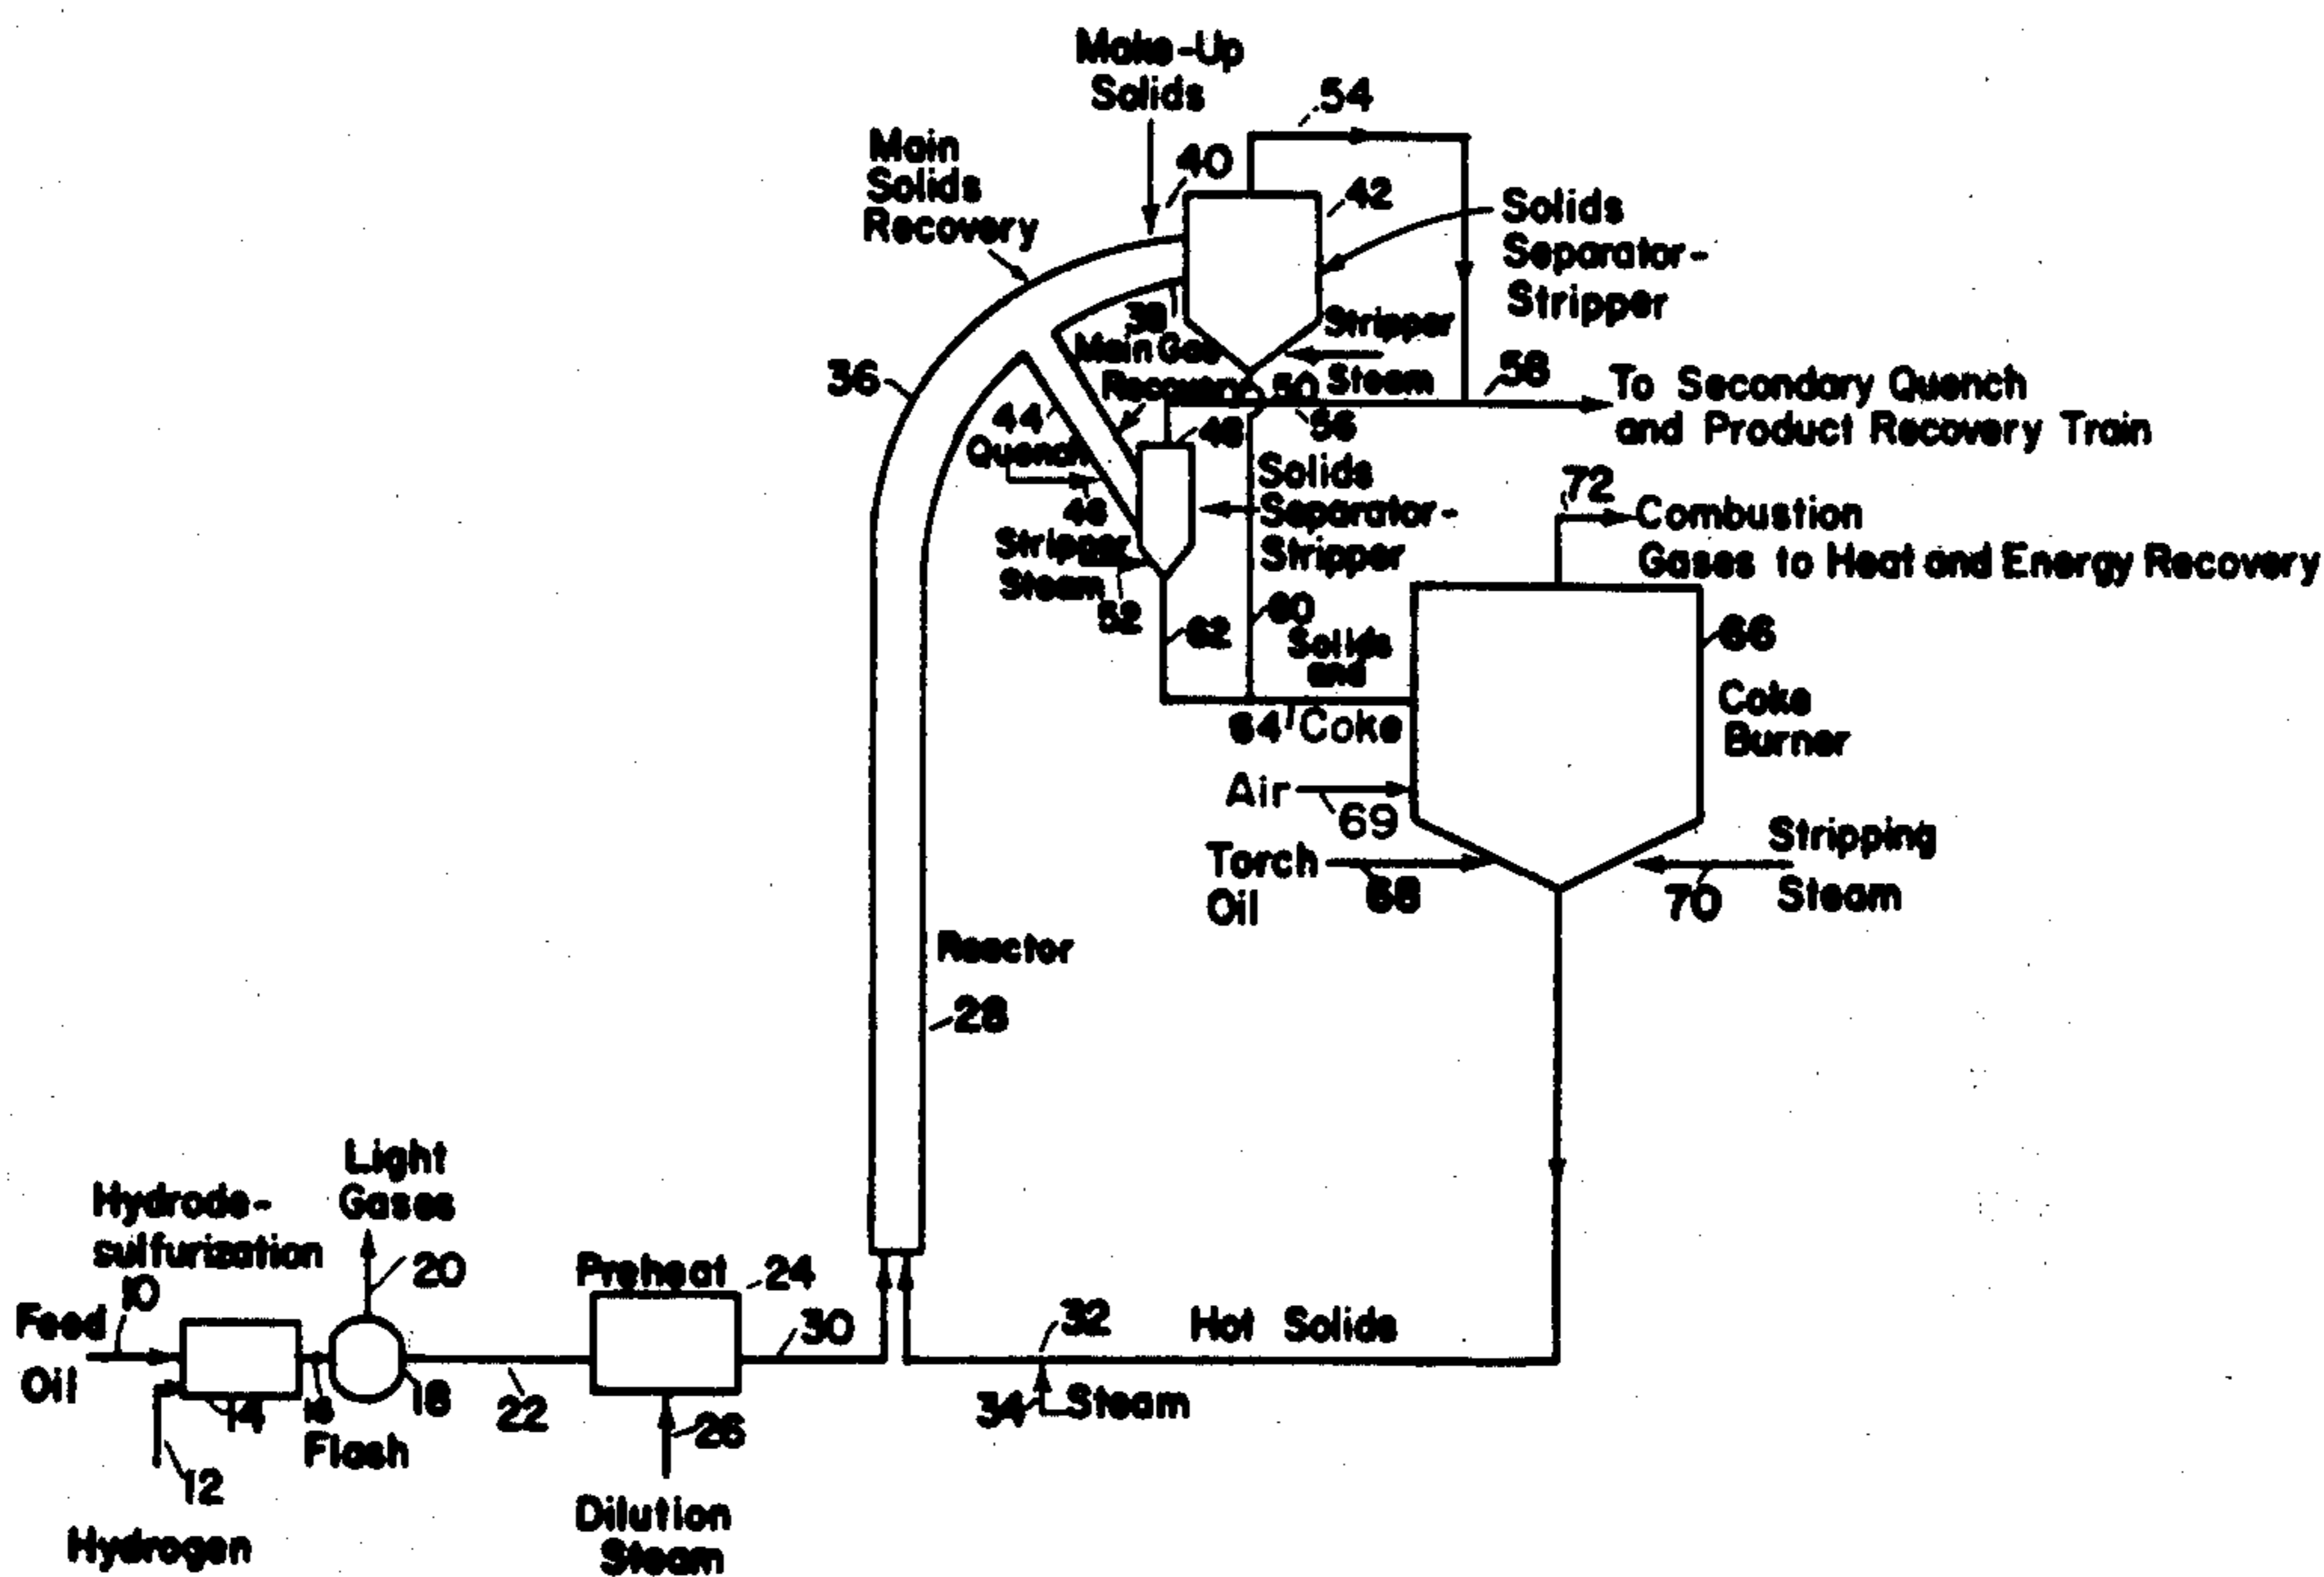 Make-Up
Solids
54
Main
Solids
Recovery
40
42
Solids
Separator-
Stripper
38
Main Gas
Recovery
Stripper
Steam
50
36
58
To Secondary Quench
and Product Recovery Train
44
Quench
46
48
56
Solids
Separator-
Stripper
72
Combustion
Gases to Heat and Energy Recovery
Stripper
Steam
52
62
60
Solids
and
64 Coke
66
Coke
Burner
Air
69
Torch
Oil
68
Stripping
Steam
70
Reactor
28
Light
Gases
20
Hydrode-
sulfurization
10
Feed
Oil
14
16
Flash
18
12
Hydrogen
22
Preheat
24
26
Dilution
Steam
30
32
Hot Solids
34
Steam